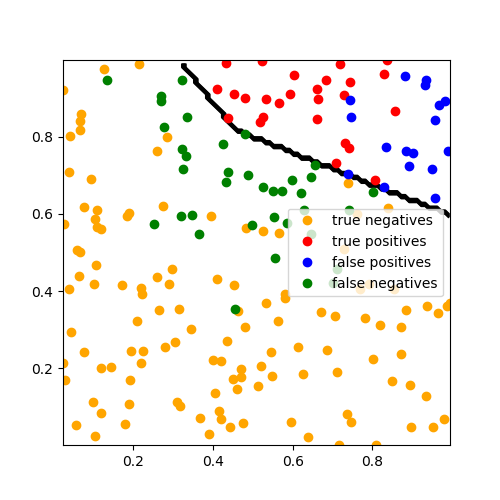 0.8
0.6
0.4
0.2
true negatives
true positives
false positives
false negatives
0.2 0.4 0.6 0.8